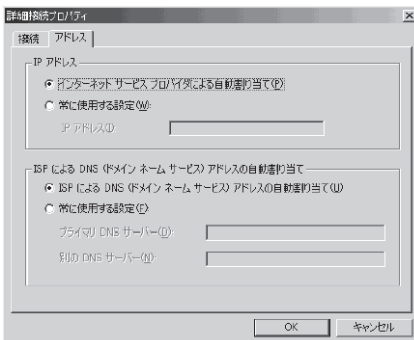 詳細接続プロパティ
接続 アドレス
IP アドレス
インターネット サービス プロバイダによる自動割り当て(P)
常に使用する設定(W):
IP アドレス(I):
ISP による DNS (ドメイン ネーム サービス) アドレスの自動割り当て
ISP による DNS (ドメイン ネーム サービス) アドレスの自動割り当て(U)
常に使用する設定(F):
プライマリ DNS サーバー(D):
別の DNS サーバー(N):
OK キャンセル